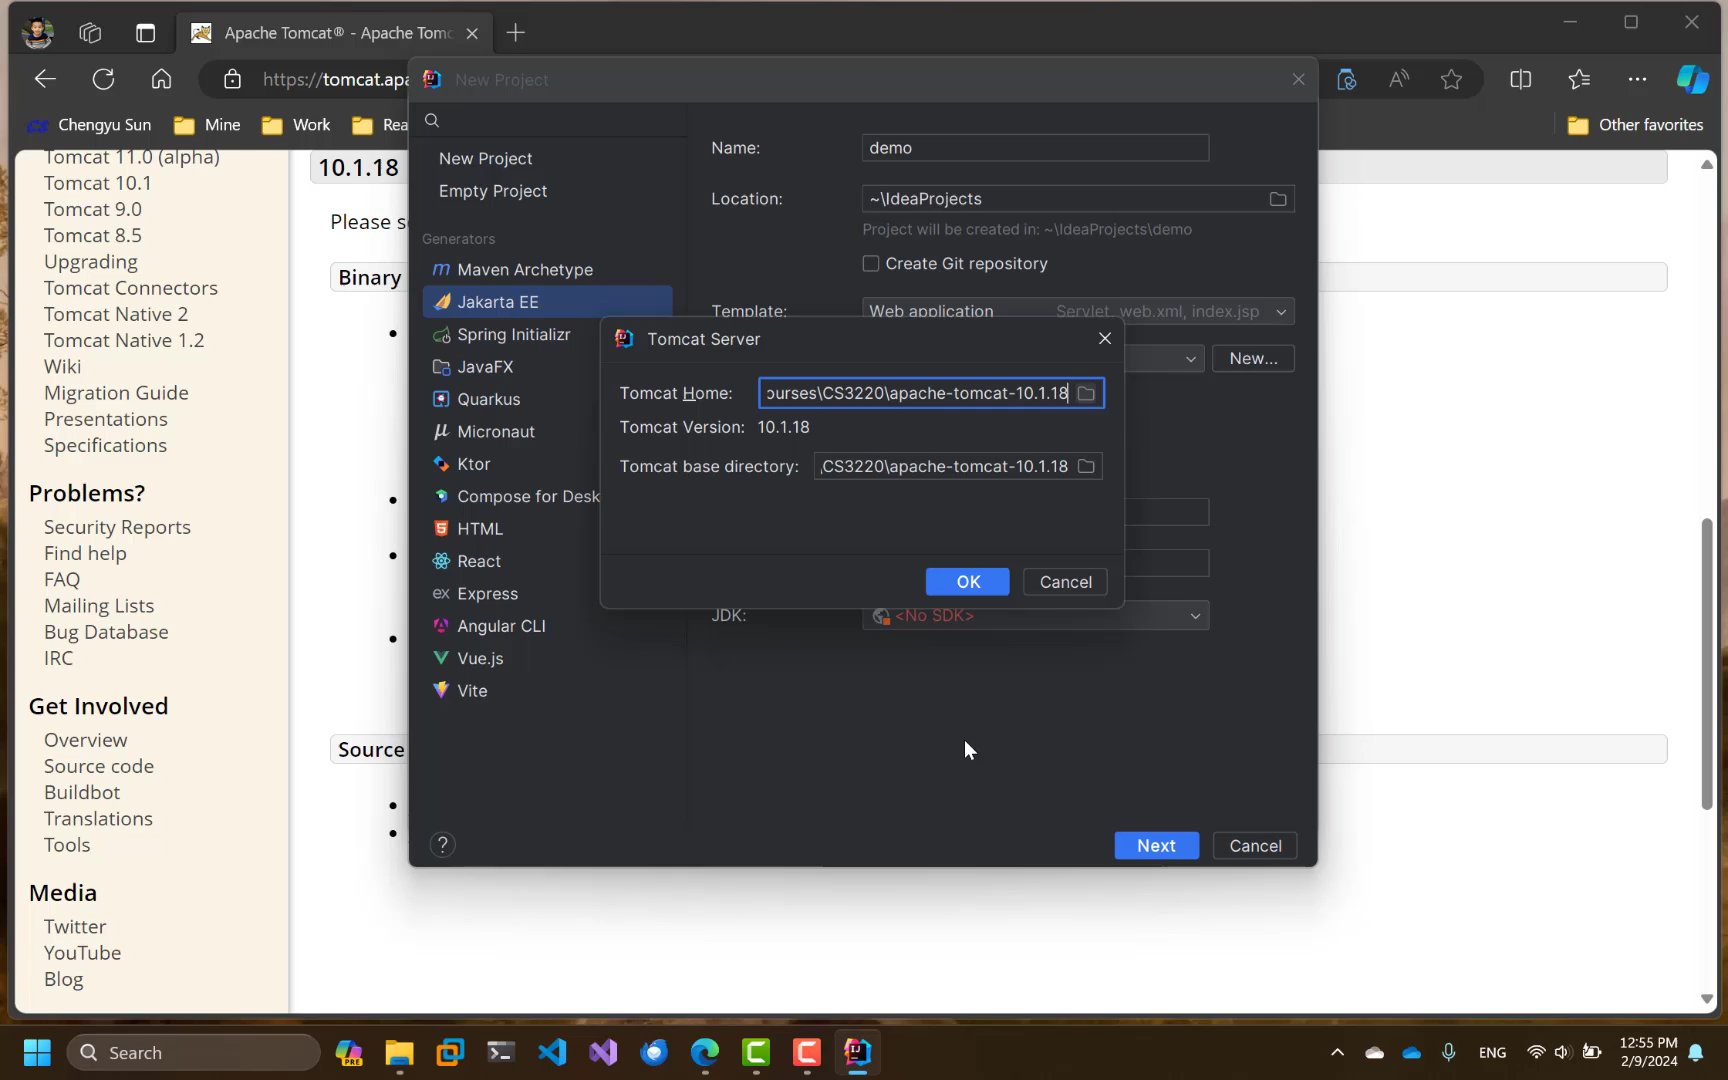 Apache Tomcat® - Apache Tomc
https://tomcat.apa
Chengyu Sun
Mine
Work
Rea
Other favorites
Tomcat 11.0 (alpha)
Tomcat 10.1
Tomcat 9.0
Tomcat 8.5
Upgrading
Tomcat Connectors
Tomcat Native 2
Tomcat Native 1.2
Wiki
Migration Guide
Presentations
Specifications
Problems?
Security Reports
Find help
FAQ
Mailing Lists
Bug Database
IRC
Get Involved
Overview
Source code
Buildbot
Translations
Tools
Media
Twitter
YouTube
Blog
10.1.18
Please s
Binary
Source
New Project
New Project
Empty Project
Generators
Maven Archetype
Jakarta EE
Spring Initializr
JavaFX
Quarkus
Micronaut
Ktor
Compose for Desk
HTML
React
ex Express
Angular CLI
Vue.js
Vite
Name: demo
Location: ~\IdeaProjects
Project will be created in: ~\IdeaProjects\demo
Create Git repository
Template: Web application Servlet, web.xml, index.jsp
New...
Tomcat Server
Tomcat Home: ourses\CS3220\apache-tomcat-10.1.18
Tomcat Version: 10.1.18
Tomcat base directory: \CS3220\apache-tomcat-10.1.18
OK Cancel
JDK: <No SDK>
? Next Cancel
Search
PRE
ENG
12:55 PM
2/9/2024